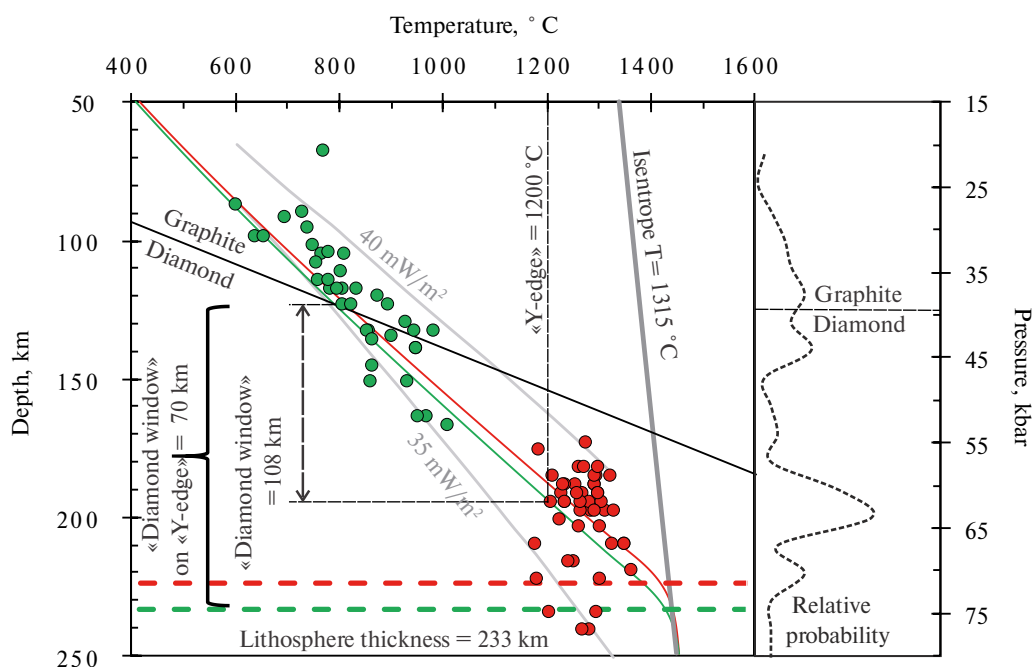 Temperature, °C
400 600 800 1000 1200 1400 1600
50
100
150
200
250
Depth, km
15
25
35
45
55
65
75
Pressure, kbar
Graphite
Diamond
40 mW/m²
35 mW/m²
«Y-edge» = 1200 °C
Isentrope T= 1315 °C
«Diamond window»
on «Y-edge» = 70 km
«Diamond window»
= 108 km
Lithosphere thickness = 233 km
Graphite
Diamond
Relative
probability